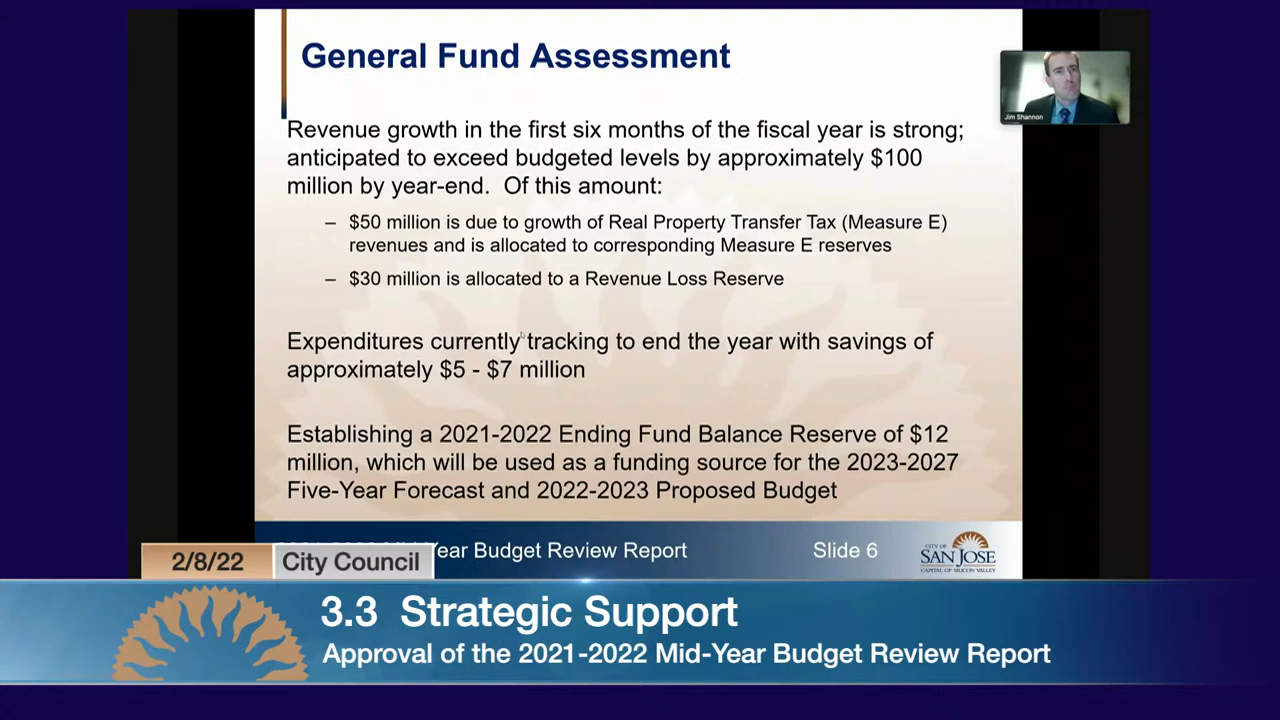 General Fund Assessment
Jim Shannon
Revenue growth in the first six months of the fiscal year is strong;
anticipated to exceed budgeted levels by approximately $100
million by year-end. Of this amount:
– $50 million is due to growth of Real Property Transfer Tax (Measure E)
revenues and is allocated to corresponding Measure E reserves
– $30 million is allocated to a Revenue Loss Reserve
Expenditures currently tracking to end the year with savings of
approximately $5 - $7 million
Establishing a 2021-2022 Ending Fund Balance Reserve of $12
million, which will be used as a funding source for the 2023-2027
Five-Year Forecast and 2022-2023 Proposed Budget
Budget Review Report
Slide 6
CITY OF
SAN JOSE
CAPITAL OF SILICON VALLEY
2/8/22
City Council
3.3 Strategic Support
Approval of the 2021-2022 Mid-Year Budget Review Report